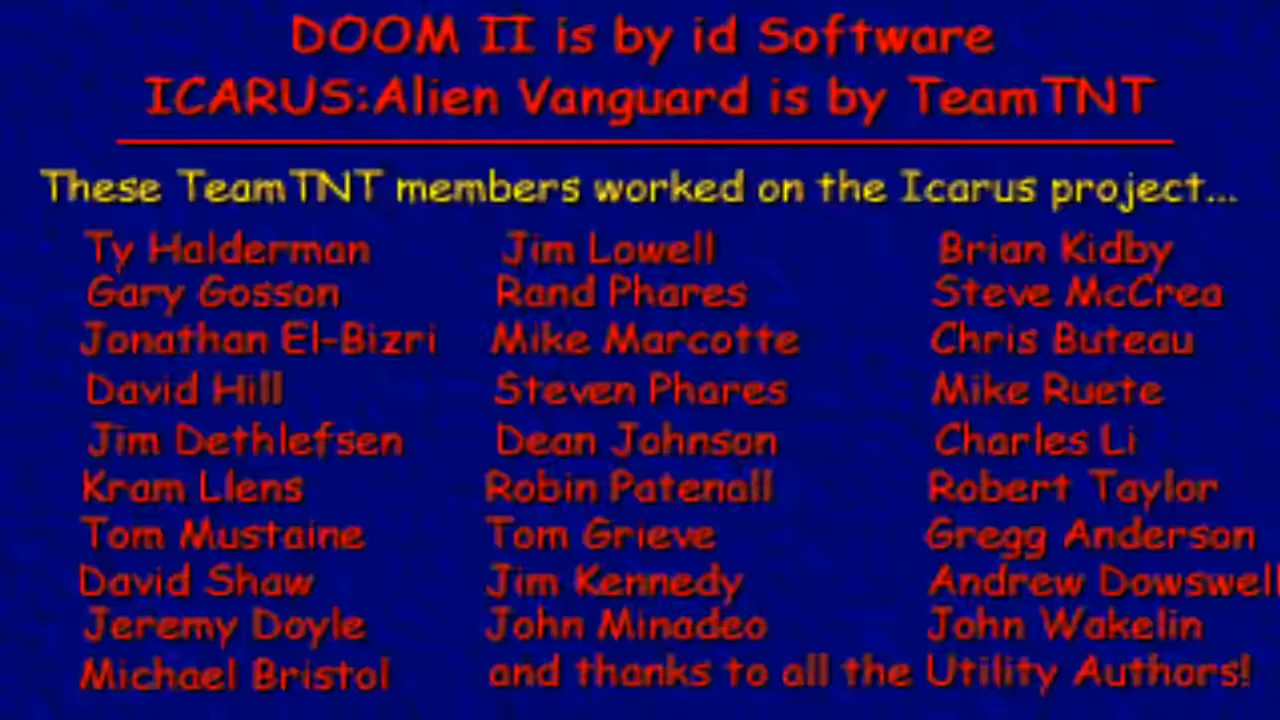 DOOM II is by id Software
ICARUS:Alien Vanguard is by TeamTNT
These TeamTNT members worked on the Icarus project...
Ty Halderman Jim Lowell Brian Kidby
Gary Gosson Rand Phares Steve McCrea
Jonathan El-Bizri Mike Marcotte Chris Buteau
David Hill Steven Phares Mike Ruete
Jim Dethlefsen Dean Johnson Charles Li
Kram Llens Robin Patenall Robert Taylor
Tom Mustaine Tom Grieve Gregg Anderson
David Shaw Jim Kennedy Andrew Dowswell
Jeremy Doyle John Minadeo John Wakelin
Michael Bristol and thanks to all the Utility Authors!